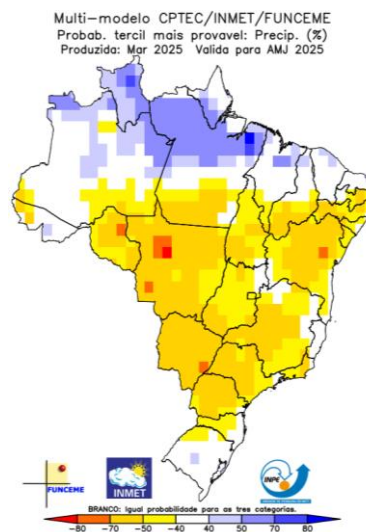 Multi-modelo CPTEC/INMET/FUNCEME
Probab. tercil mais provavel: Precip. (%)
Produzida: Mar 2025   Valida para AMJ 2025
FUNCEME
INMET
INPE
BRANCO: Igual probabilidade para as tres categorias.
-80 -70 -60 -50 -40 40 50 60 70 80